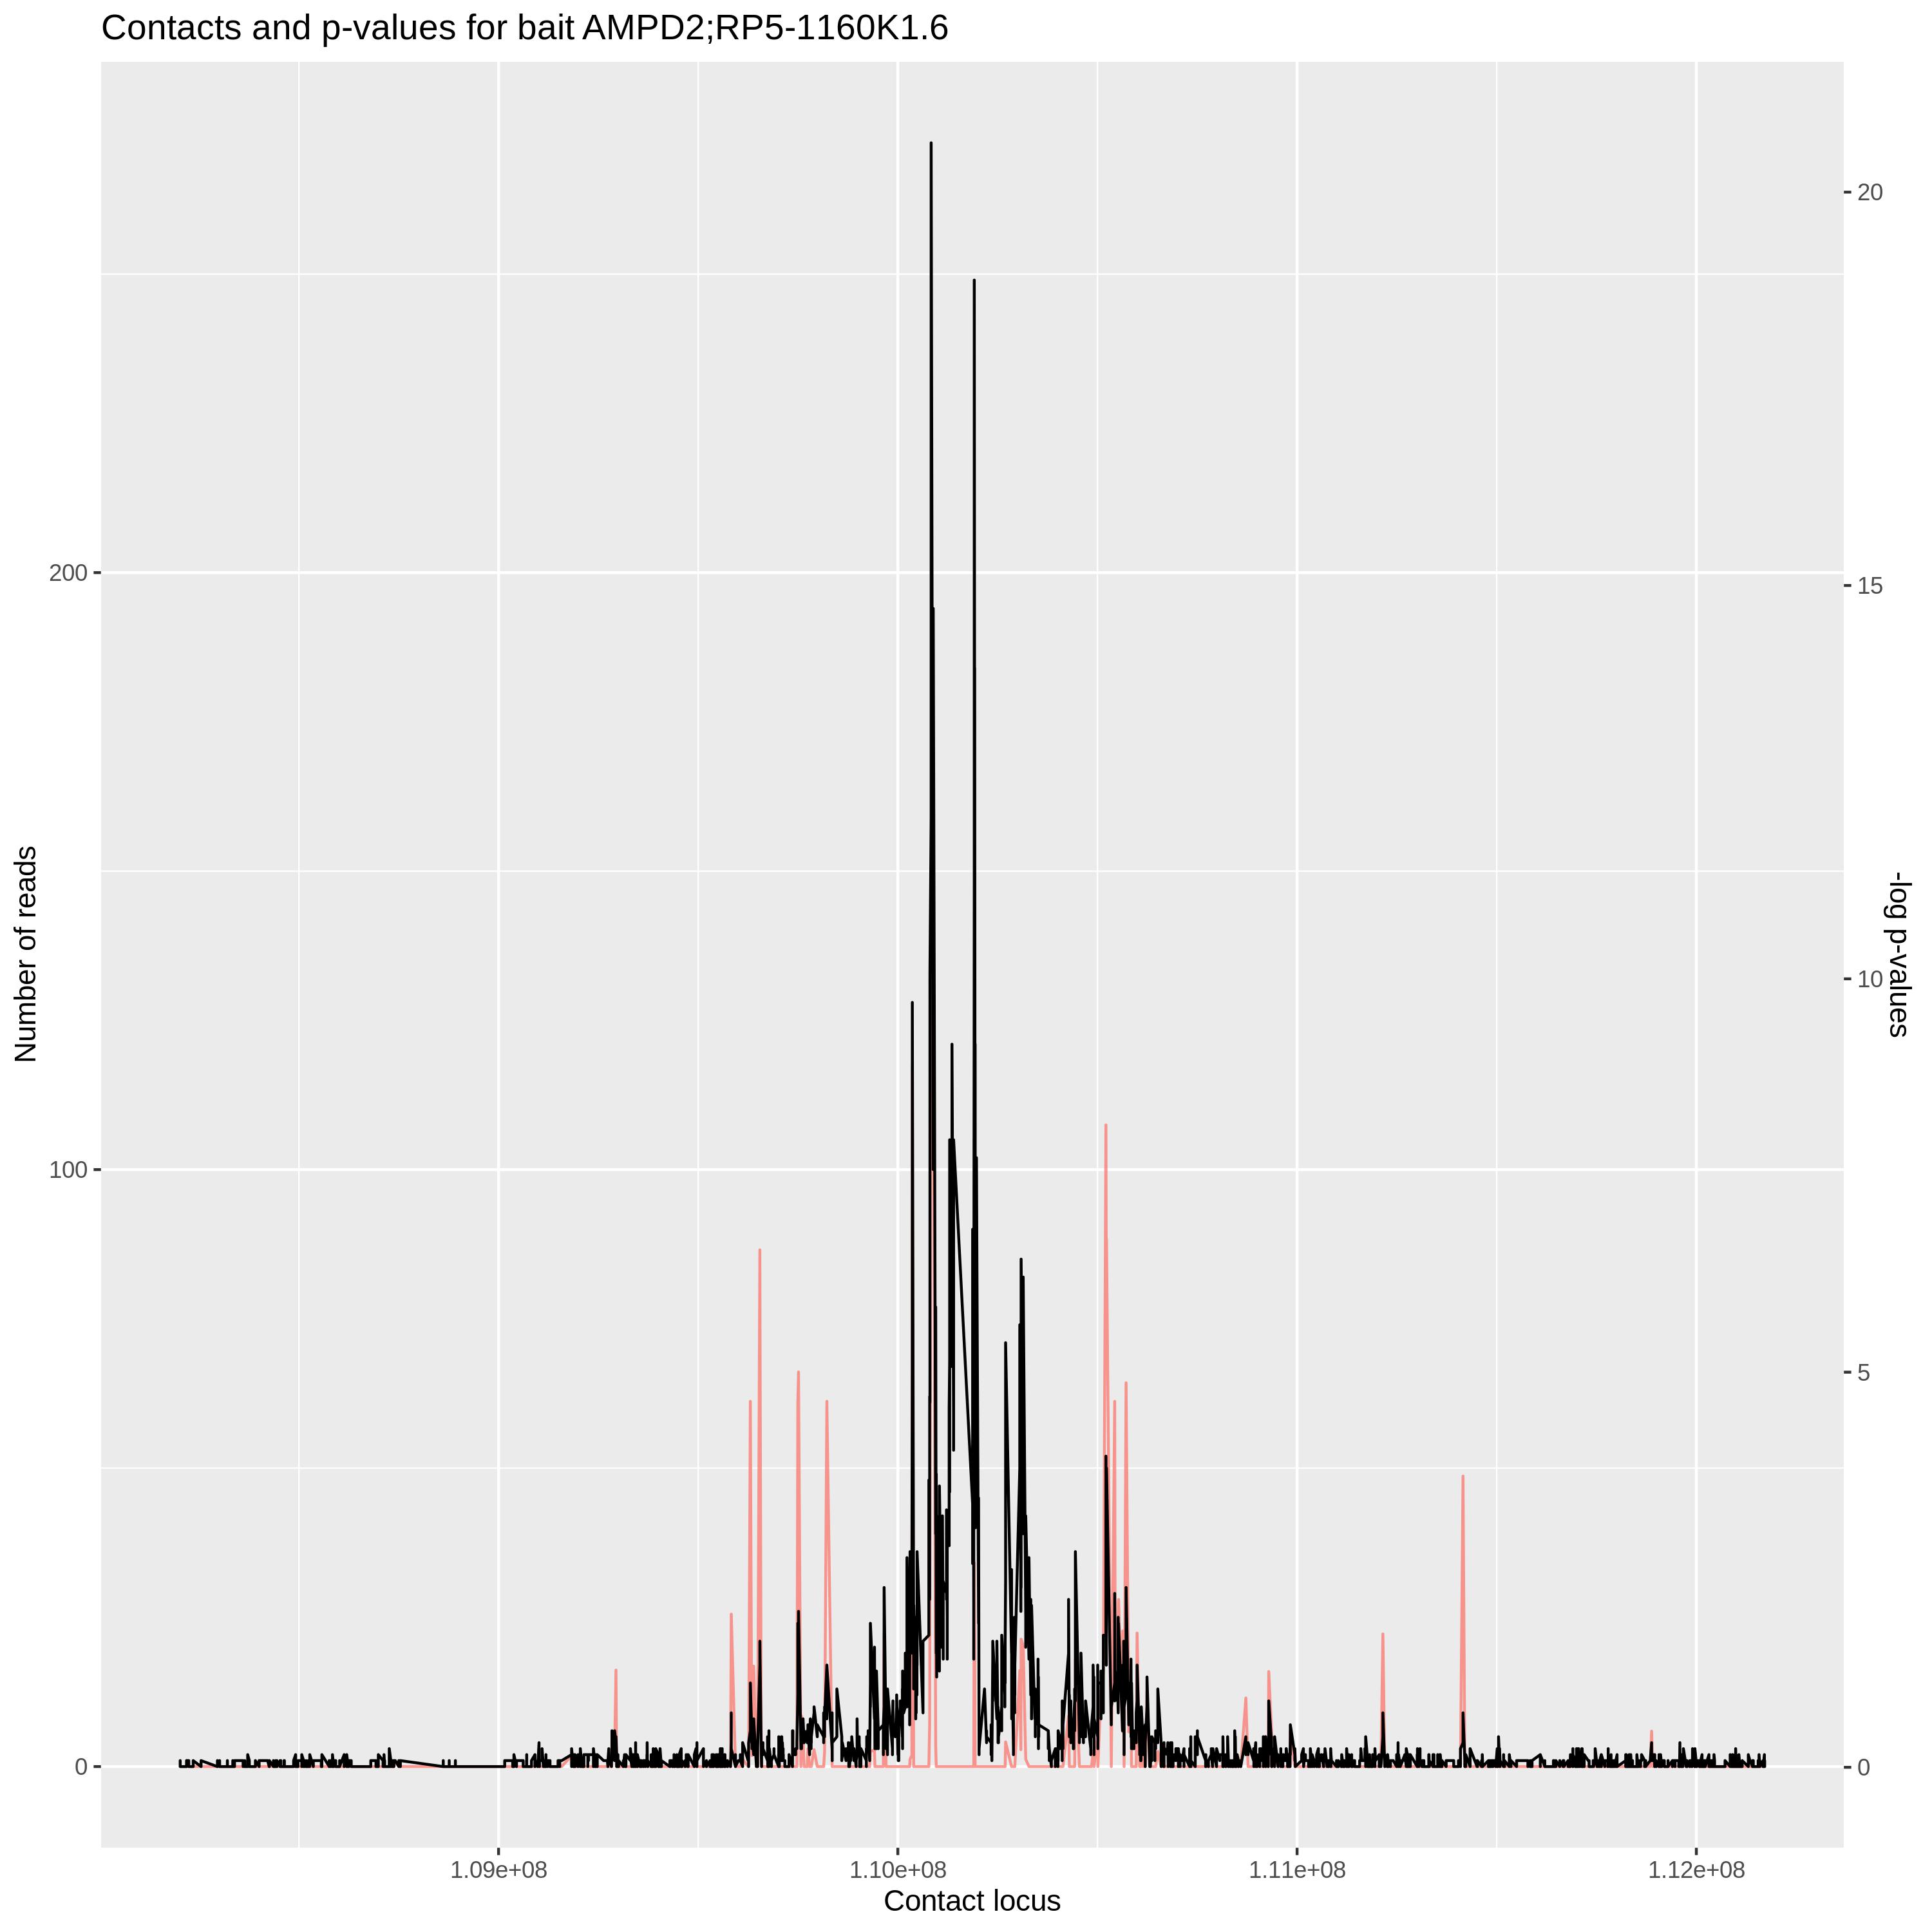 Contacts and p-values for bait AMPD2;RP5-1160K1.6
20
200
15
Number of reads
-log p-values
10
100
5
0
0
1.09e+08
1.10e+08
1.11e+08
1.12e+08
Contact locus